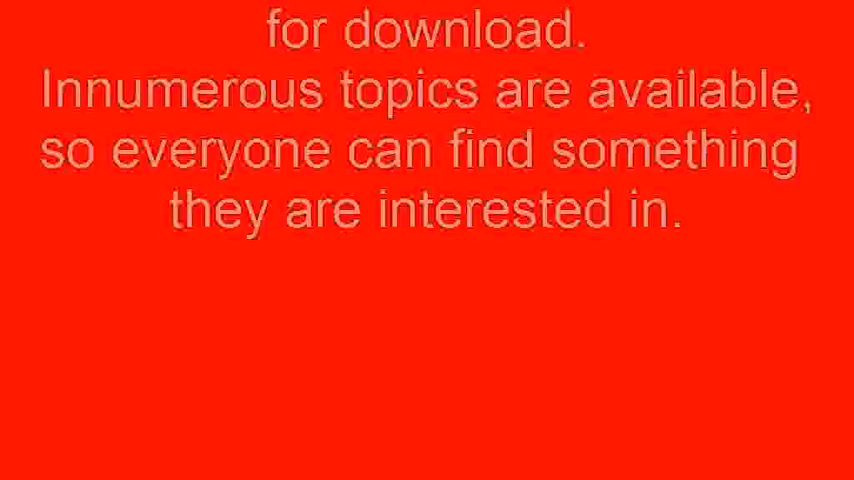 for download.
Innumerous topics are available,
so everyone can find something
they are interested in.